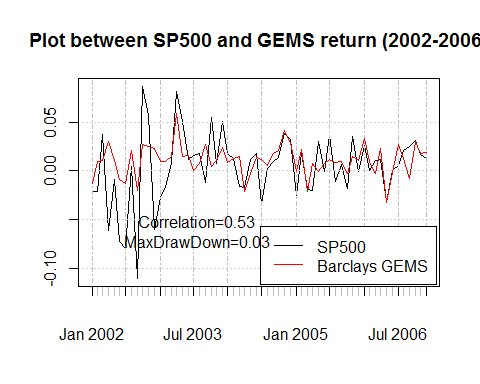 Plot between SP500 and GEMS return (2002-2006
0.05
0.00
-0.10
Correlation=0.53
MaxDrawDown=0.03
SP500
Barclays GEMS
Jan 2002 Jul 2003 Jan 2005 Jul 2006